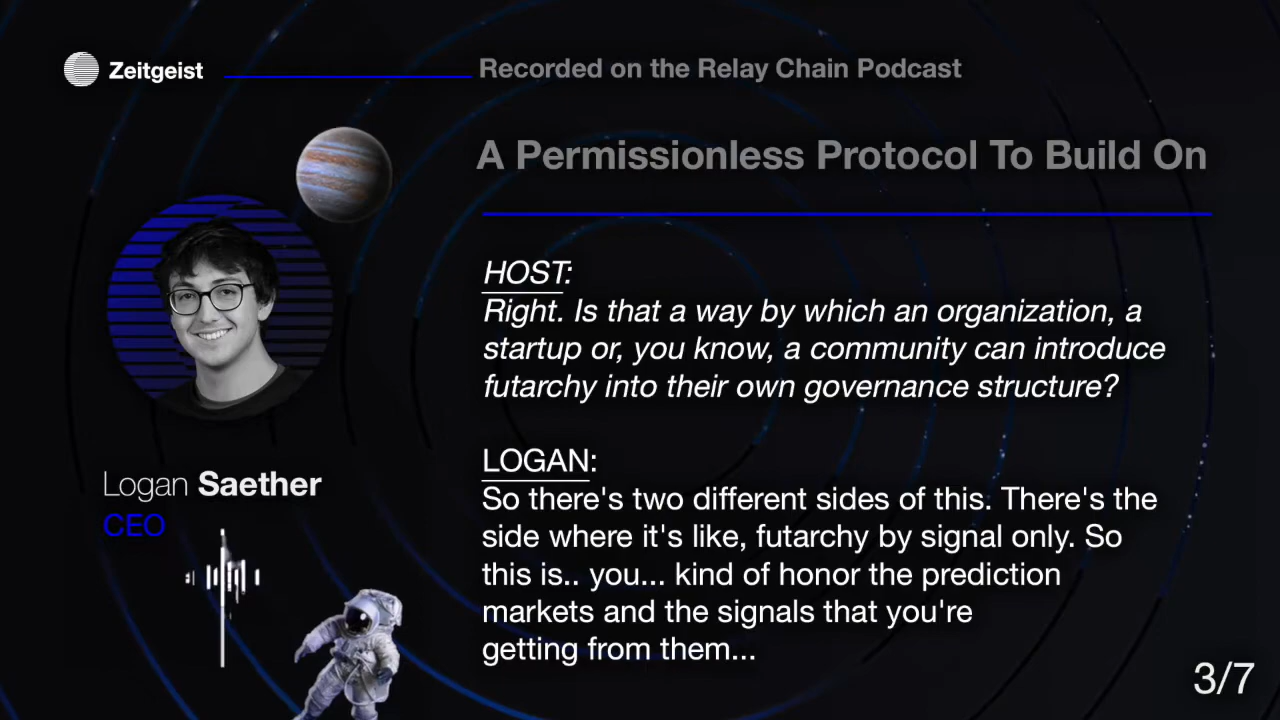 Zeitgeist
Recorded on the Relay Chain Podcast
A Permissionless Protocol To Build On
HOST:
Right. Is that a way by which an organization, a
startup or, you know, a community can introduce
futarchy into their own governance structure?
LOGAN:
So there's two different sides of this. There's the
side where it's like, futarchy by signal only. So
this is.. you... kind of honor the prediction
markets and the signals that you're
getting from them...
Logan Saether
CEO
3/7